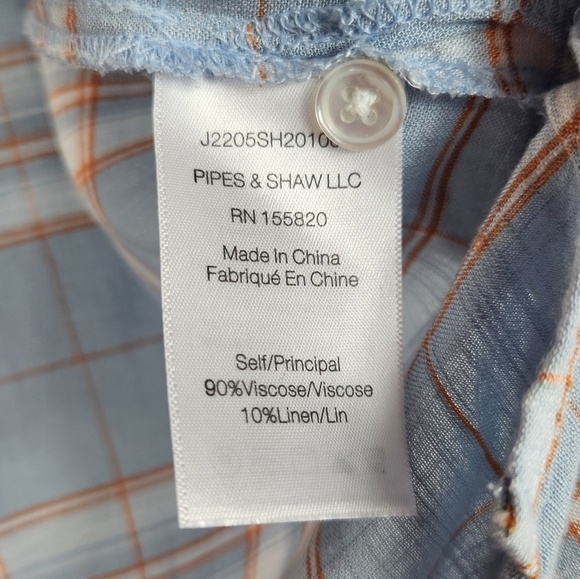 PIPES & SHAW LLC
RN 155820
Made In China
Fabriqué En Chine
Self/Principal
90%Viscose/Viscose
10%Linen/Lin